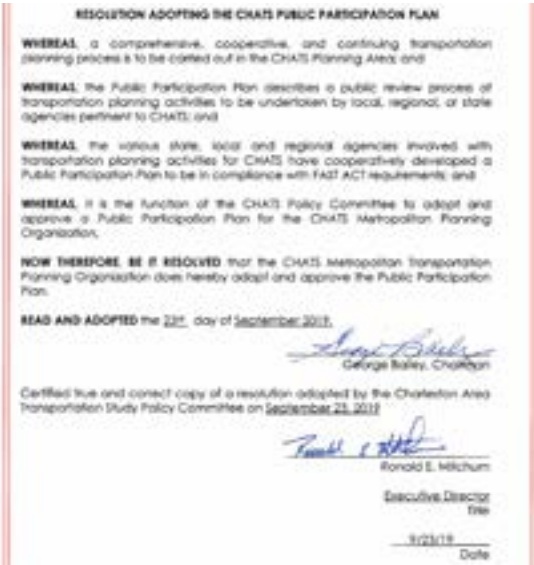 RESOLUTION ADOPTING THE CHATS PUBLIC PARTICIPATION PLAN
WHEREAS, a comprehensive, cooperative, and continuing transportation
planning process is to be carried out in the CHATS Planning Area; and
WHEREAS, the Public Participation Plan describes a public review process of
transportation planning activities to be undertaken by local, regional, or state
agencies pertinent to CHATS; and
WHEREAS, the various state, local and regional agencies involved with
transportation planning activities for CHATS have cooperatively developed a
Public Participation Plan to be in compliance with FAST ACT requirements; and
WHEREAS, it is the function of the CHATS Policy Committee to adopt and
approve a Public Participation Plan for the CHATS Metropolitan Planning
Organization,
NOW THEREFORE, BE IT RESOLVED that the CHATS Metropolitan Transportation
Planning Organization does hereby adopt and approve the Public Participation
Plan.
READ AND ADOPTED the 23rd day of September 2019.
George Bailey, Chairman
Certified true and correct copy of a resolution adopted by the Charleston Area
Transportation Study Policy Committee on September 23, 2019
Ronald E. Mitchum
Executive Director
Title
9/23/19
Date